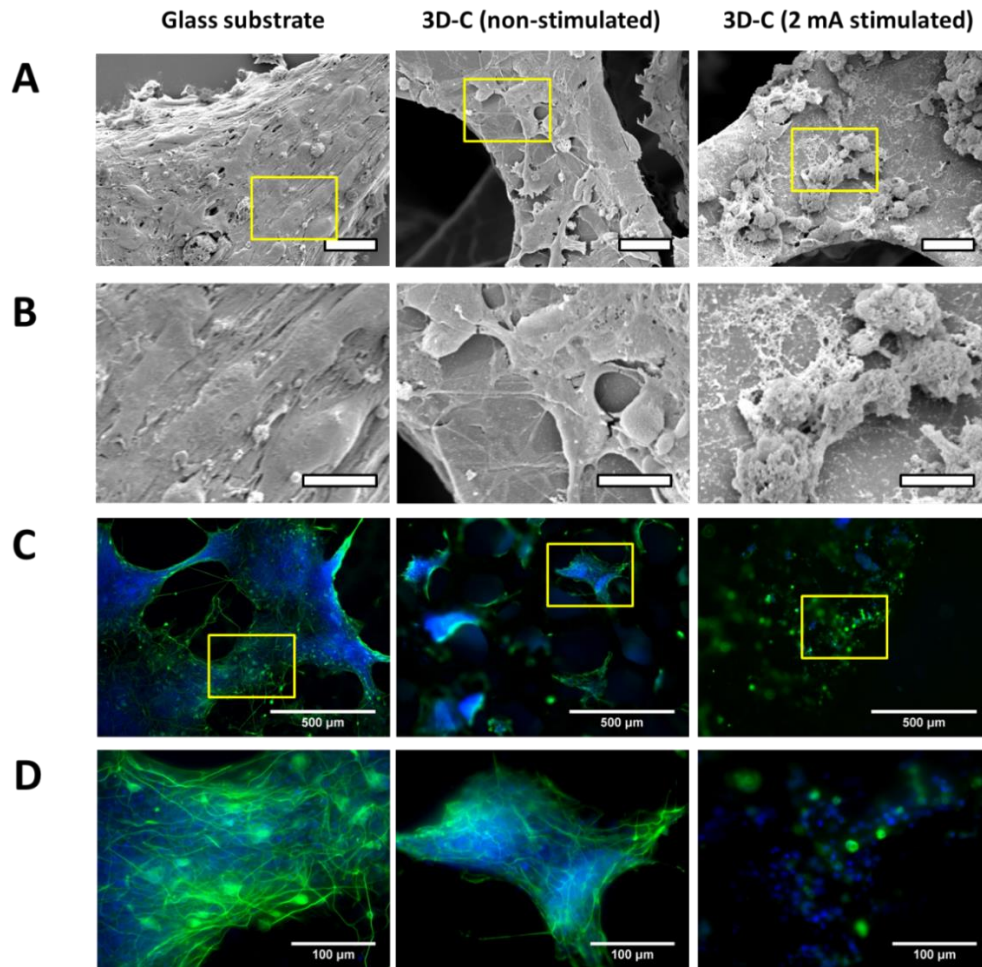 Glass substrate 3D-C (non-stimulated) 3D-C (2 mA stimulated)
A
B
C
500 µm 500 µm 500 µm
D
100 µm 100 µm 100 µm